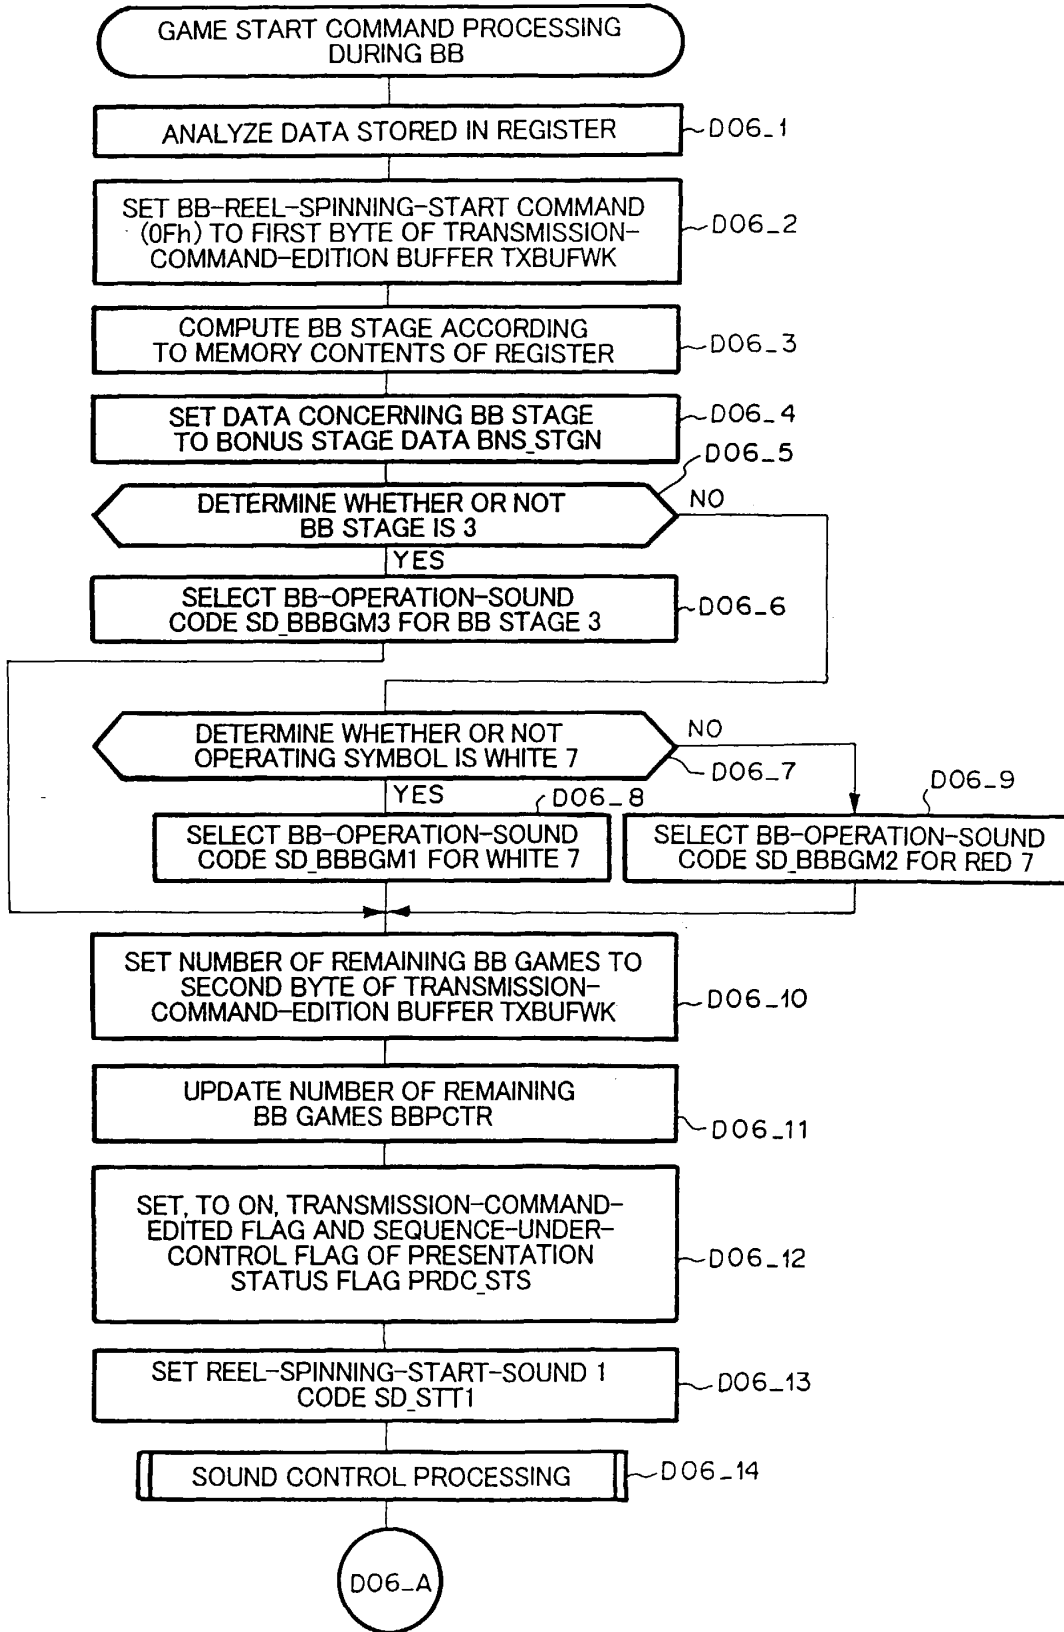 GAME START COMMAND PROCESSING
DURING BB
ANALYZE DATA STORED IN REGISTER
D06_1
SET BB-REEL-SPINNING-START COMMAND
(0Fh) TO FIRST BYTE OF TRANSMISSION-
COMMAND-EDITION BUFFER TXBUFWK
D06_2
COMPUTE BB STAGE ACCORDING
TO MEMORY CONTENTS OF REGISTER
D06_3
SET DATA CONCERNING BB STAGE
TO BONUS STAGE DATA BNS_STGN
D06_4
D06_5
DETERMINE WHETHER OR NOT
BB STAGE IS 3
NO
YES
SELECT BB-OPERATION-SOUND
CODE SD_BBBGM3 FOR BB STAGE 3
D06_6
DETERMINE WHETHER OR NOT
OPERATING SYMBOL IS WHITE 7
NO
D06_7
YES
D06_8
D06_9
SELECT BB-OPERATION-SOUND
CODE SD_BBBGM1 FOR WHITE 7
SELECT BB-OPERATION-SOUND
CODE SD_BBBGM2 FOR RED 7
SET NUMBER OF REMAINING BB GAMES TO
SECOND BYTE OF TRANSMISSION-
COMMAND-EDITION BUFFER TXBUFWK
D06_10
UPDATE NUMBER OF REMAINING
BB GAMES BBPCTR
D06_11
SET, TO ON, TRANSMISSION-COMMAND-
EDITED FLAG AND SEQUENCE-UNDER-
CONTROL FLAG OF PRESENTATION
STATUS FLAG PRDC_STS
D06_12
SET REEL-SPINNING-START-SOUND 1
CODE SD_STT1
D06_13
SOUND CONTROL PROCESSING
D06_14
D06_A